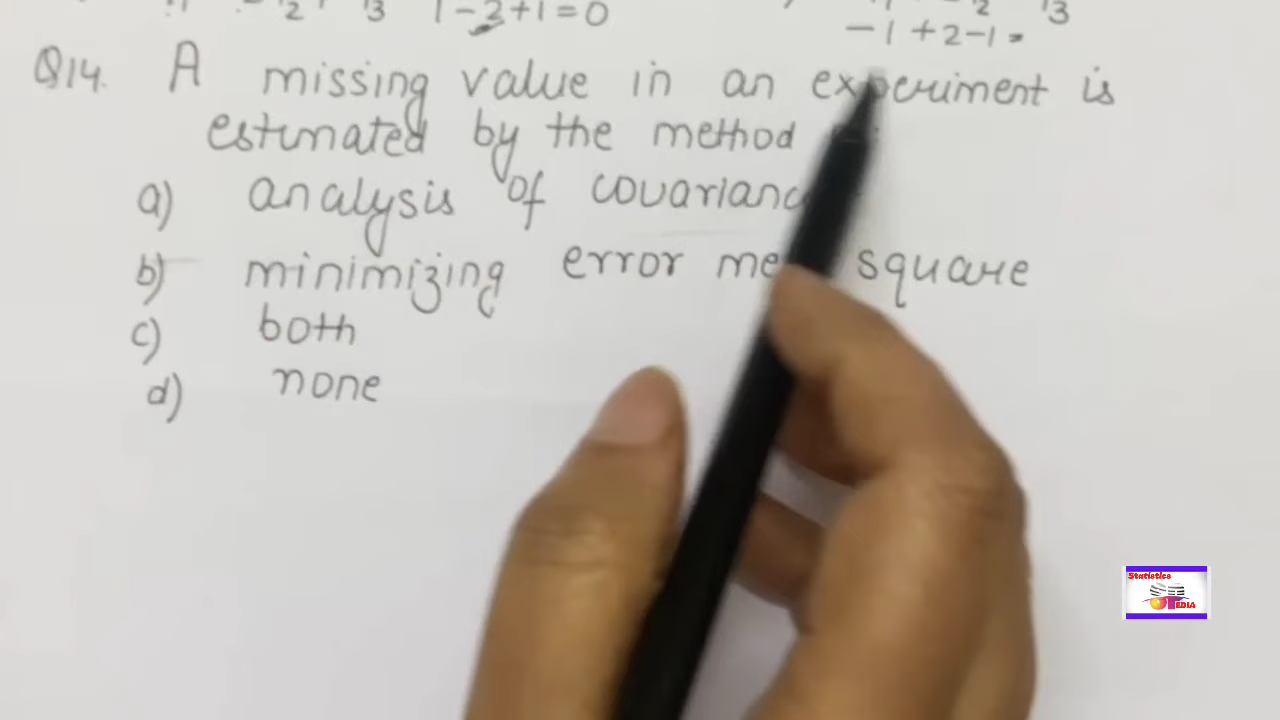 1-2+1=0
-1+2-1=
Q14. A missing value in an experiment is
estimated by the method
a) analysis of covarianc
b) minimizing error me square
c) both
d) none
Statistics
PEDIA